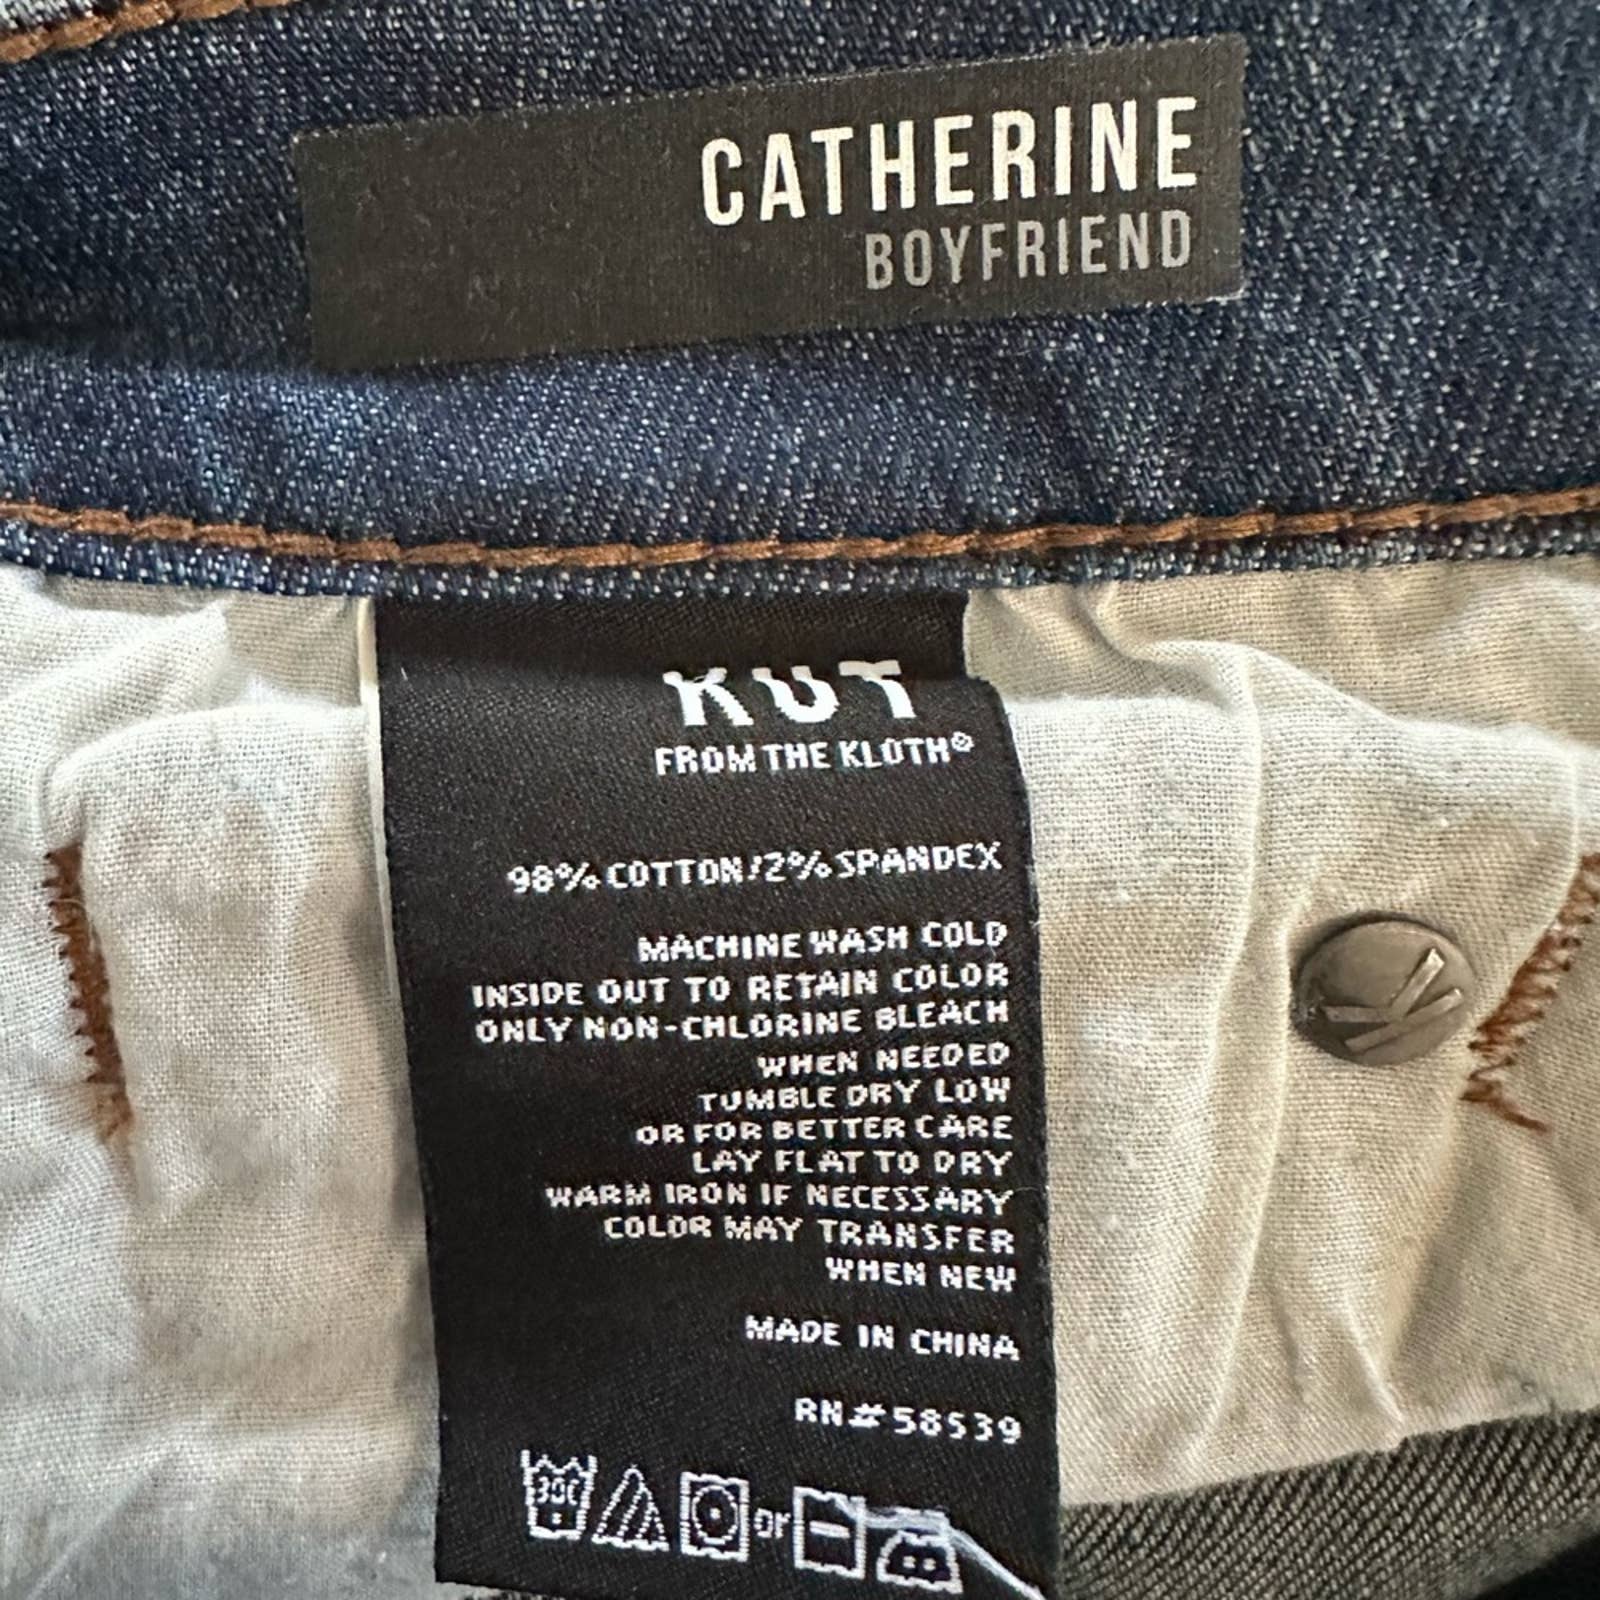 CATHERINE
BOYFRIEND
KUT
FROM THE KLOTH®
98% COTTON/2% SPANDEX
MACHINE WASH COLD
INSIDE OUT TO RETAIN COLOR
ONLY NON-CHLORINE BLEACH
WHEN NEEDED
TUMBLE DRY LOW
OR FOR BETTER CARE
LAY FLAT TO DRY
WARM IRON IF NECESSARY
COLOR MAY TRANSFER
WHEN NEW
MADE IN CHINA
RN#58539
30C or